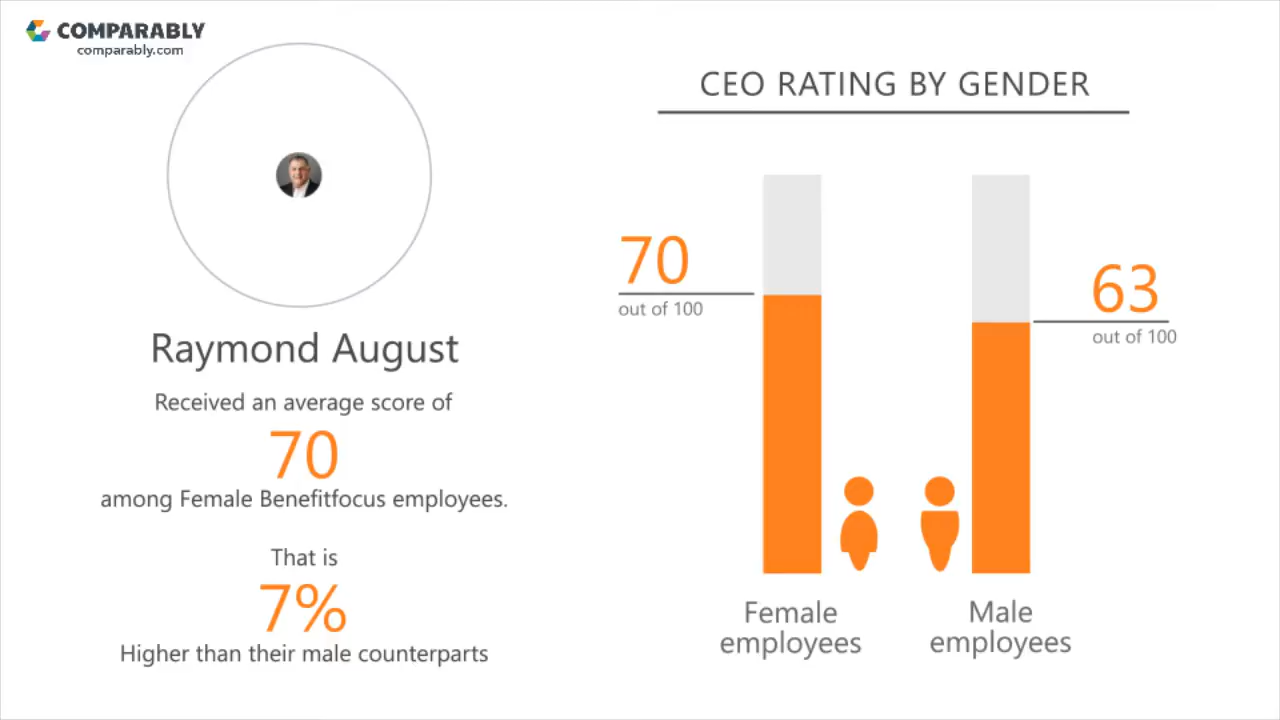 COMPARABLY
comparably.com
Raymond August
Received an average score of
70
among Female Benefitfocus employees.
That is
7%
Higher than their male counterparts
CEO RATING BY GENDER
70
out of 100
63
out of 100
Female
employees
Male
employees